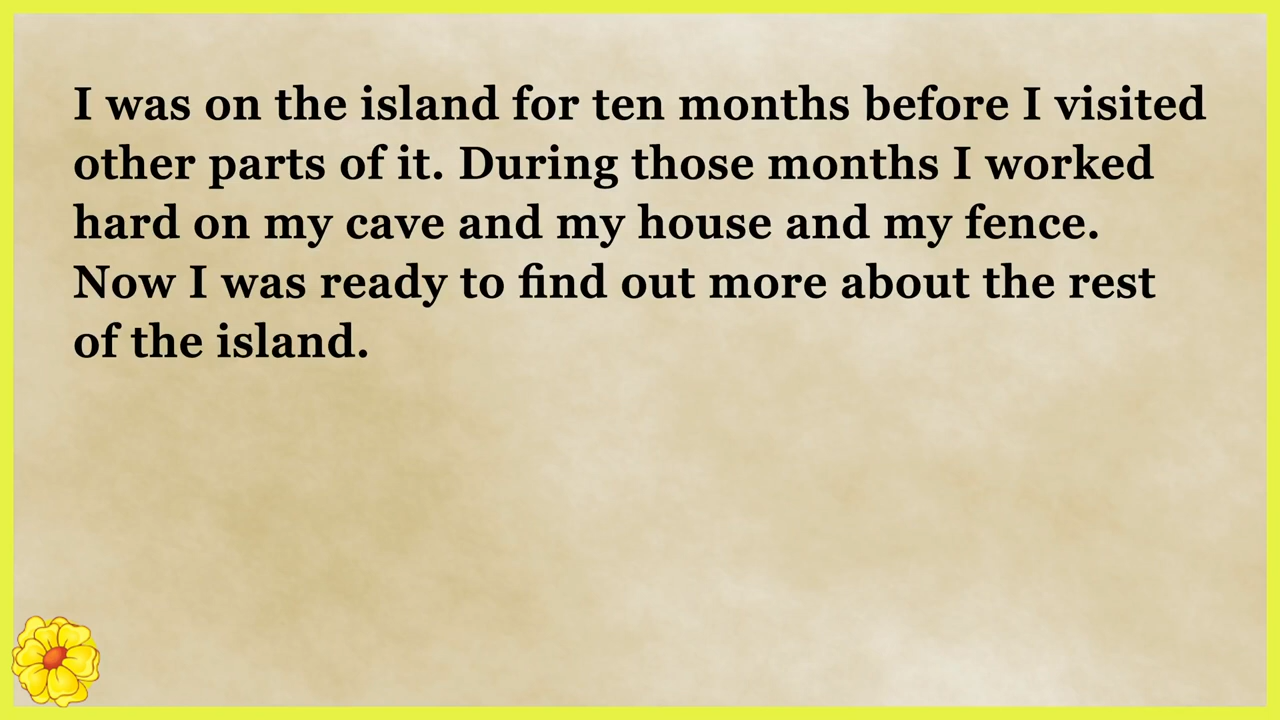 I was on the island for ten months before I visited
other parts of it. During those months I worked
hard on my cave and my house and my fence.
Now I was ready to find out more about the rest
of the island.